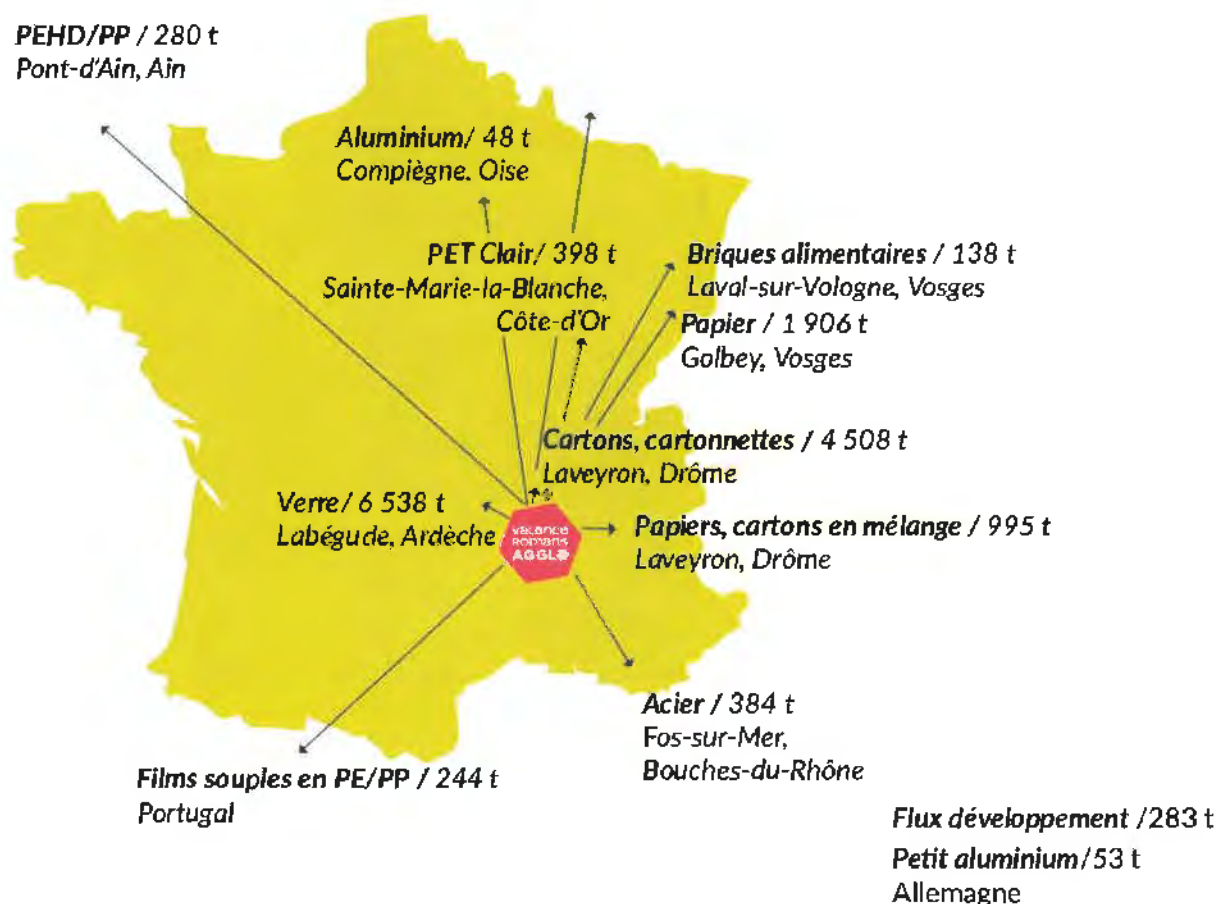 PEHD/PP / 280 t
Pont-d'Ain, Ain
Aluminium/ 48 t
Compiègne, Oise
PET Clair/ 398 t
Sainte-Marie-la-Blanche,
Côte-d'Or
Briques alimentaires / 138 t
Laval-sur-Vologne, Vosges
Papier / 1 906 t
Golbey, Vosges
Cartons, cartonnettes / 4 508 t
Laveyron, Drôme
Verre/ 6 538 t
Labégude, Ardèche
valence
Romans
AGGLO
Papiers, cartons en mélange / 995 t
Laveyron, Drôme
Acier / 384 t
Fos-sur-Mer,
Bouches-du-Rhône
Films souples en PE/PP / 244 t
Portugal
Flux développement /283 t
Petit aluminium/53 t
Allemagne